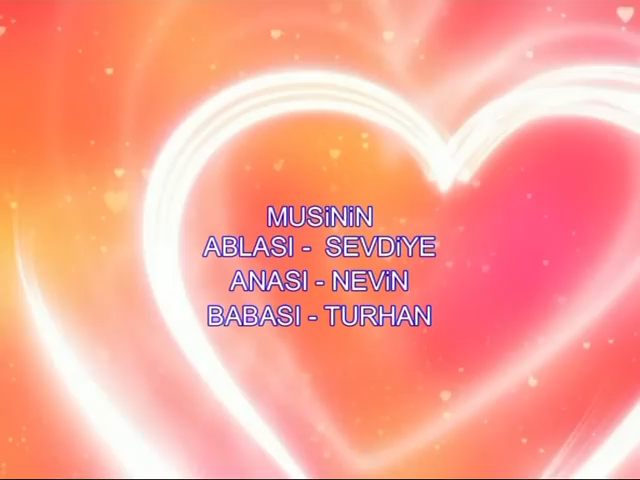 MUSiNiN
ABLASI - SEVDiYE
ANASI - NEViN
BABASI - TURHAN